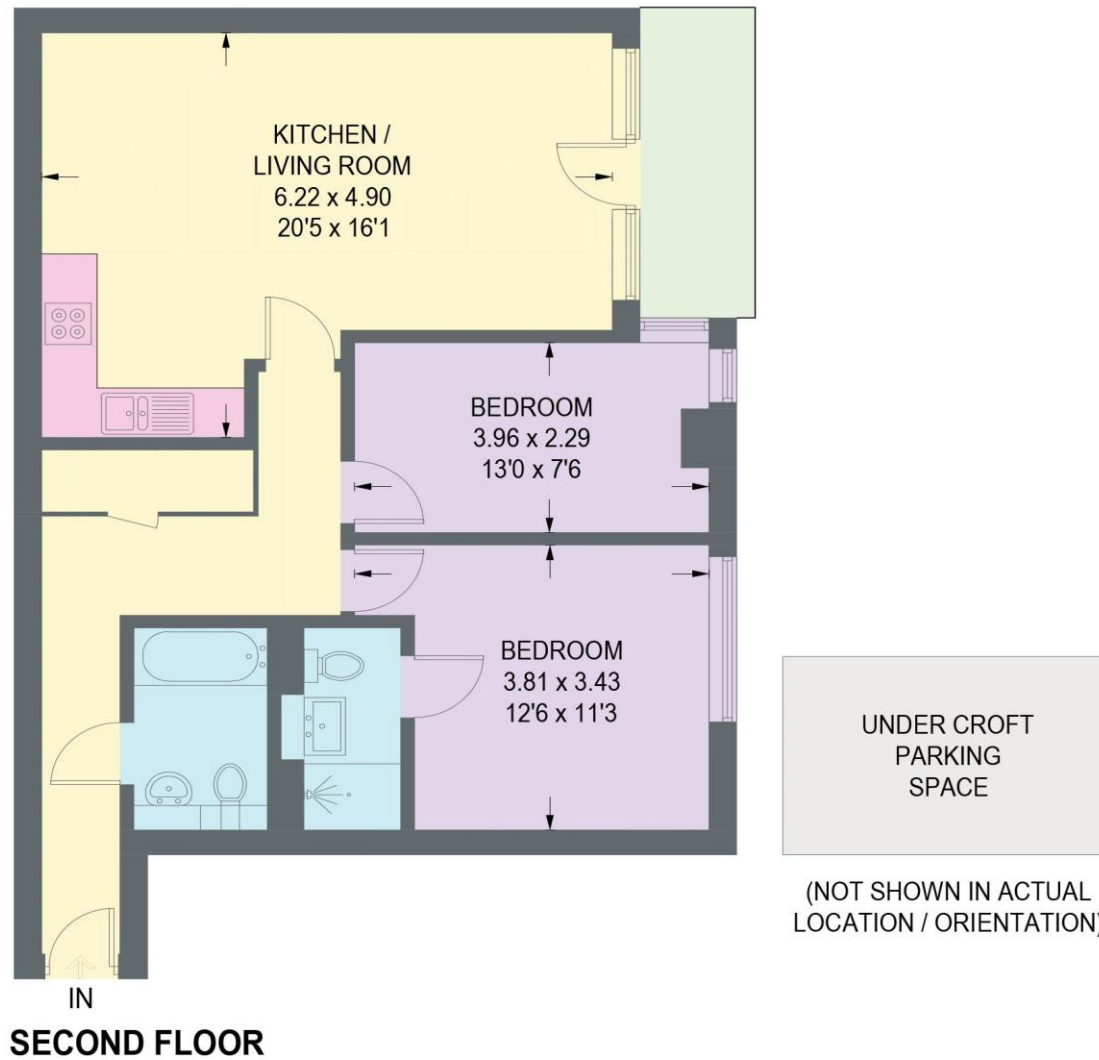 KITCHEN /
LIVING ROOM
6.22 x 4.90
20'5 x 16'1
BEDROOM
3.96 x 2.29
13'0 x 7'6
BEDROOM
3.81 x 3.43
12'6 x 11'3
UNDER CROFT
PARKING
SPACE
(NOT SHOWN IN ACTUAL
LOCATION / ORIENTATION)
IN
SECOND FLOOR